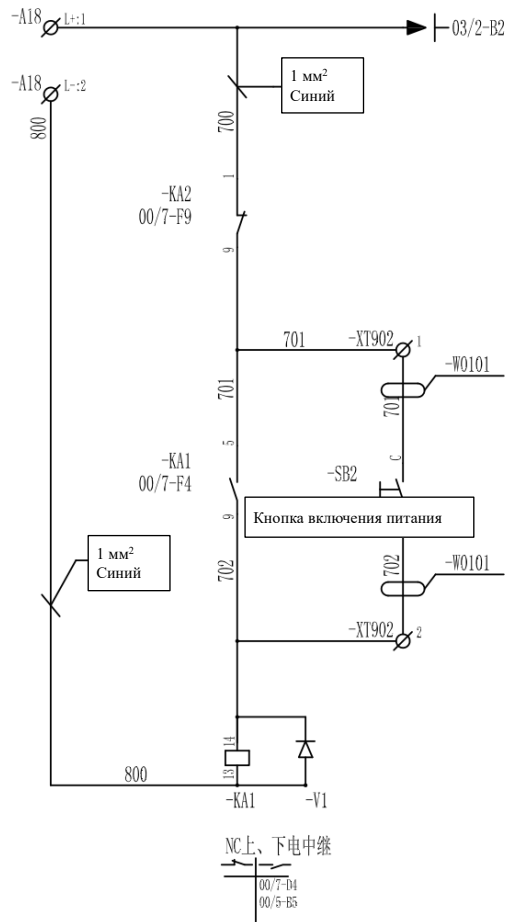 -A18 L+:1
03/2-B2
-A18 L-:2
1 мм²
Синий
800
700
1
-KA2
00/7-F9
9
701
-XT902 1
-W0101
701
701
5
C
-KA1
00/7-F4
-SB2
9
Кнопка включения питания
1 мм²
Синий
702
702
-W0101
-XT902 2
14
13
800
-KA1
-V1
NC上、下电中继
00/7-D4
00/5-B5